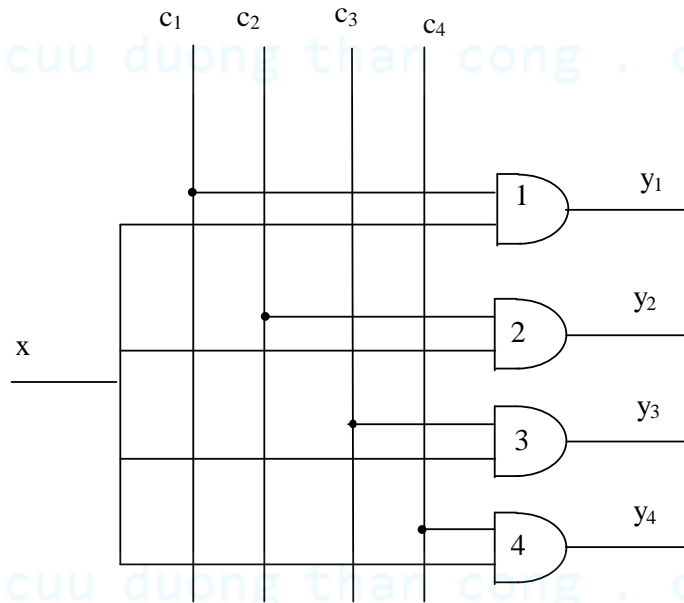 c₁ c₂ c₃ c₄
cuu duong than cong . c
1 y₁
2 y₂
x
3 y₃
4 y₄
cuu duong than cong . c